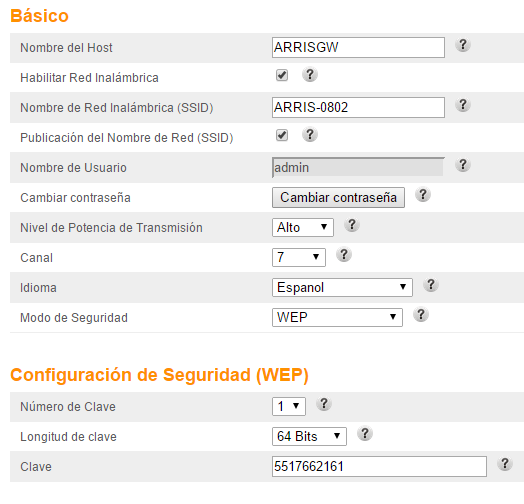 Básico
Nombre del Host ARRISGW ?
Habilitar Red Inalámbrica ?
Nombre de Red Inalámbrica (SSID) ARRIS-0802 ?
Publicación del Nombre de Red (SSID) ?
Nombre de Usuario admin ?
Cambiar contraseña Cambiar contraseña ?
Nivel de Potencia de Transmisión Alto ?
Canal 7 ?
Idioma Espanol ?
Modo de Seguridad WEP ?
Configuración de Seguridad (WEP)
Número de Clave 1 ?
Longitud de clave 64 Bits ?
Clave 5517662161 ?